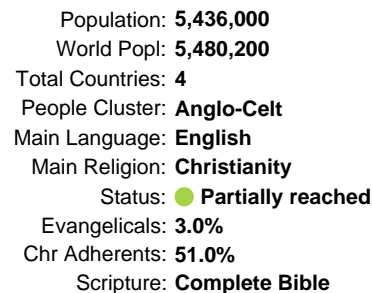 Population: 5,436,000
World Popl: 5,480,200
Total Countries: 4
People Cluster: Anglo-Celt
Main Language: English
Main Religion: Christianity
Status: Partially reached
Evangelicals: 3.0%
Chr Adherents: 51.0%
Scripture: Complete Bible